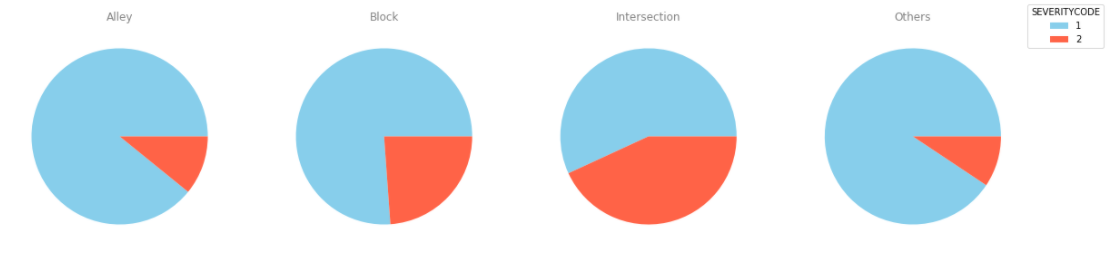 Alley
Block
Intersection
Others
SEVERITYCODE
1
2